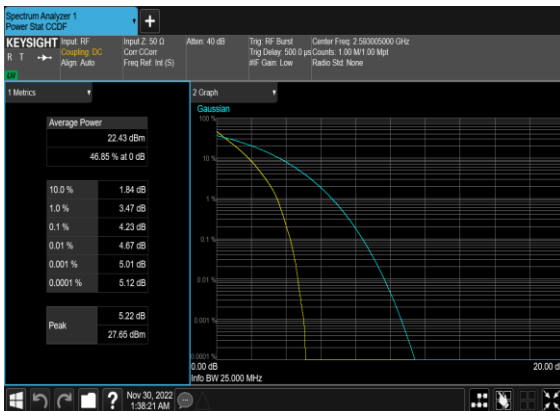 Spectrum Analyzer 1
Power Stat CCDF
KEYSIGHT
R T
LV
Input: RF
Coupling: DC
Align: Auto
Input Z: 50 Ω
Corr CCorr
Freq Ref: Int (S)
Atten: 40 dB
Trig: RF Burst
Trig Delay: 500.0 µs
#IF Gain: Low
Center Freq: 2.593005000 GHz
Counts: 1.00 M/1.00 Mpt
Radio Std: None
1 Metrics
Average Power
22.43 dBm
46.85 % at 0 dB
10.0 % 1.84 dB
1.0 % 3.47 dB
0.1 % 4.23 dB
0.01 % 4.67 dB
0.001 % 5.01 dB
0.0001 % 5.12 dB
Peak
5.22 dB
27.65 dBm
2 Graph
Gaussian
100 %
10 %
1 %
0.1 %
0.01 %
0.001 %
0.0001 %
0.00 dB
20.00 d
Info BW 25.000 MHz
?
Nov 30, 2022
1:38:21 AM